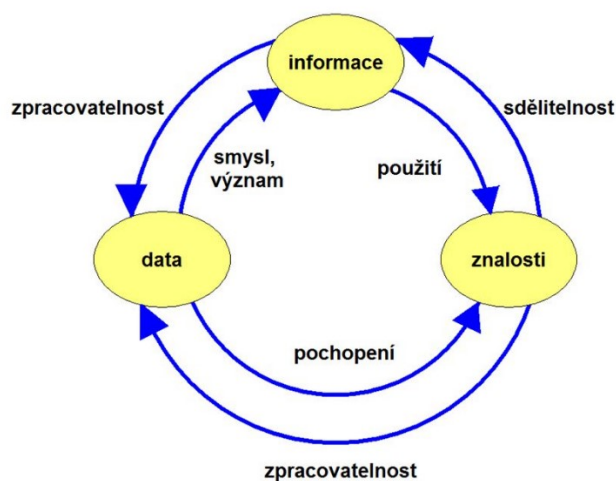 informace
zpracovatelnost
sdělitelnost
smysl,
význam
použití
data
znalosti
pochopení
zpracovatelnost